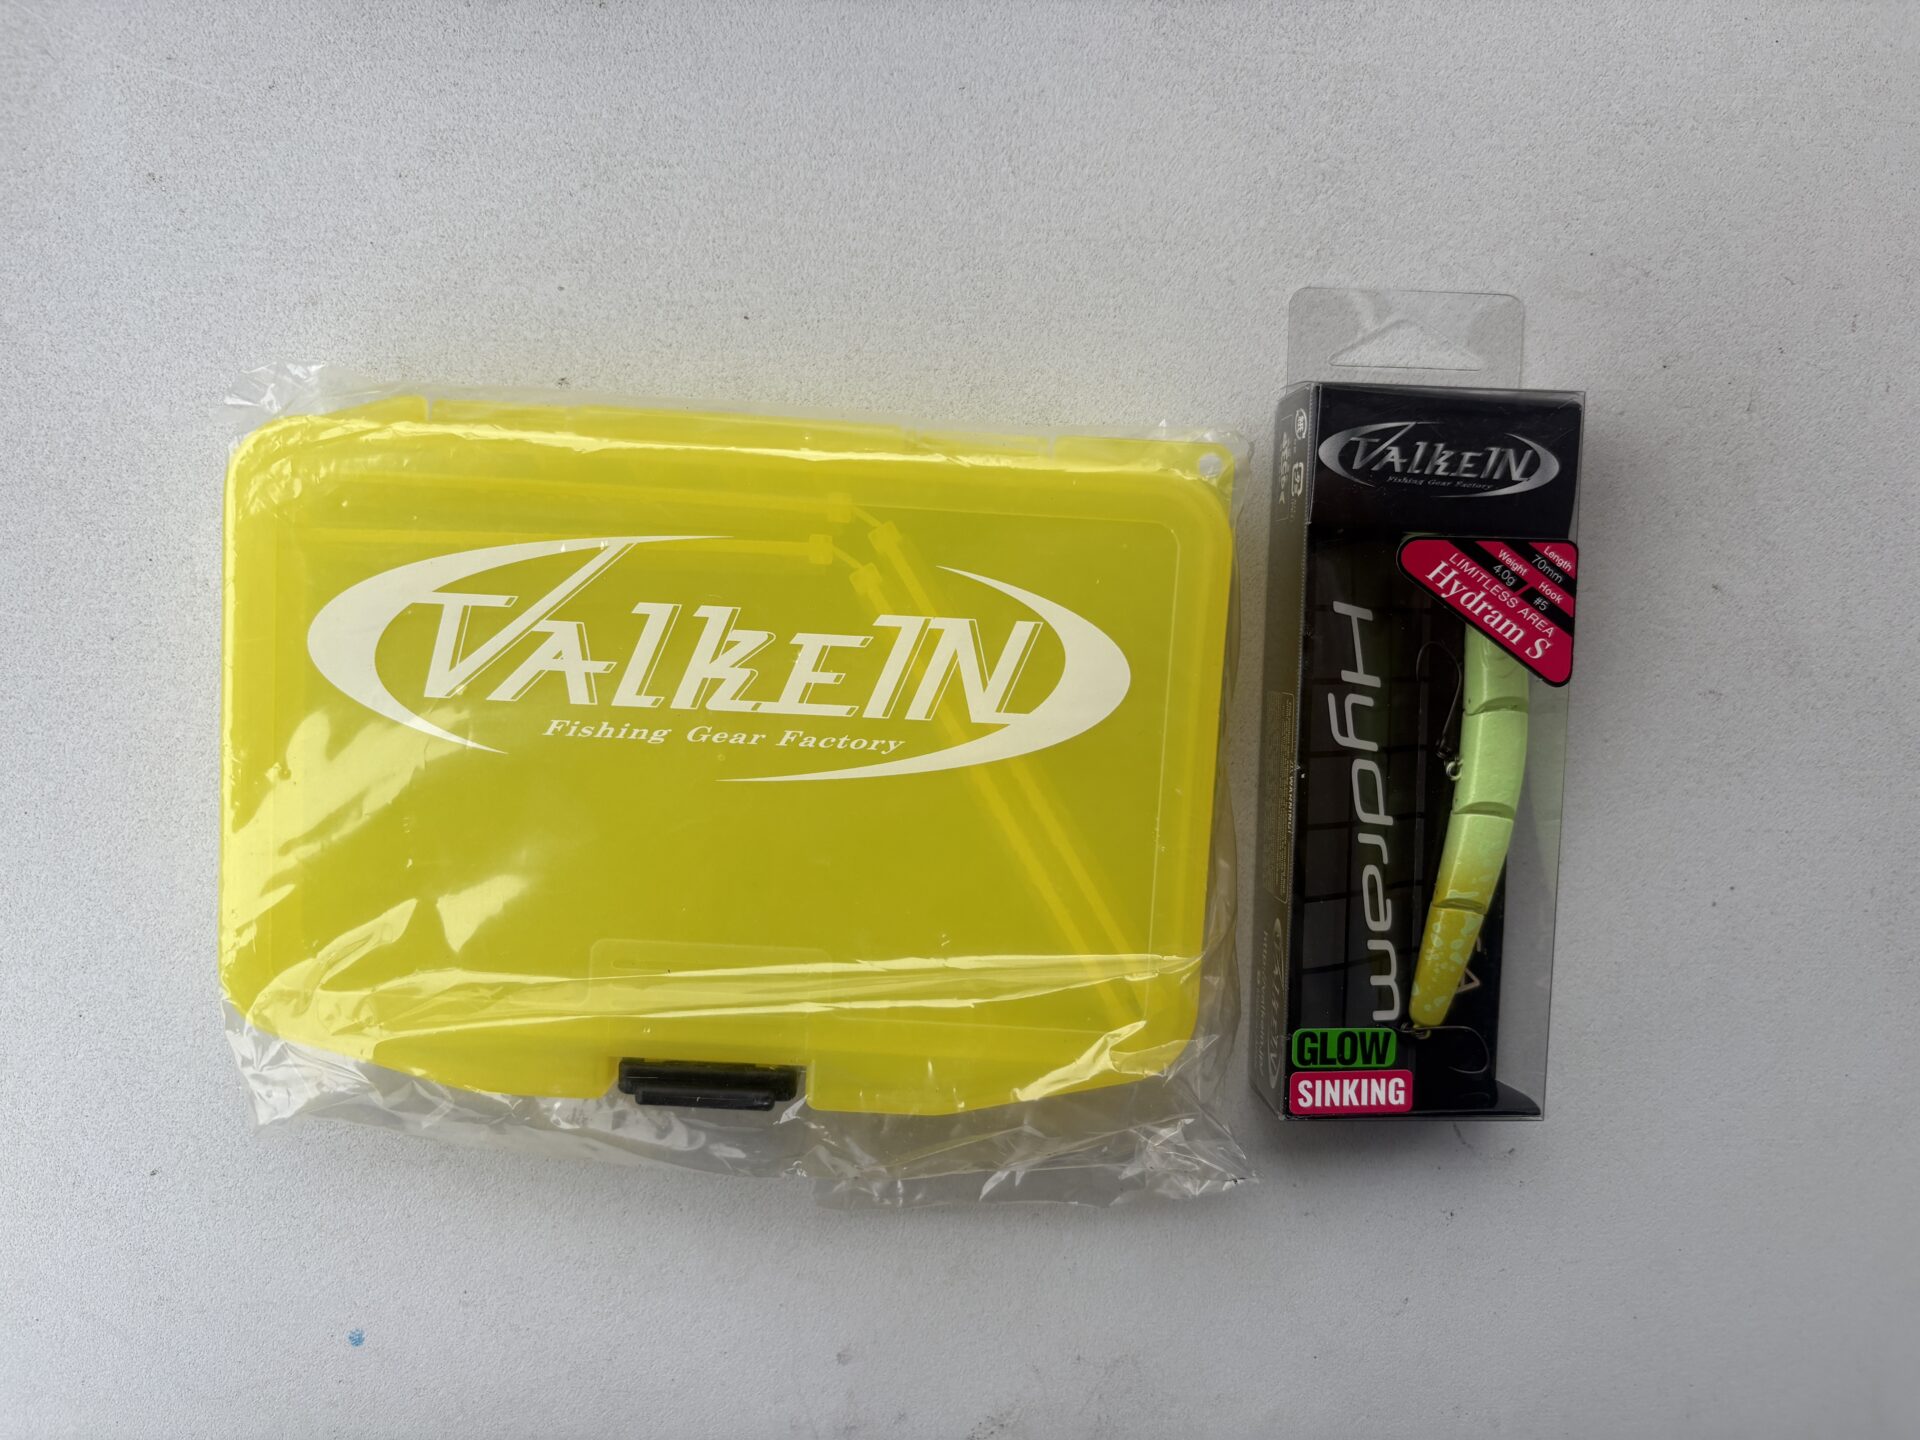 VALKEIN
Fishing Gear Factory
VALKEIN
Fishing Gear Factory
Length
70mm
Weight
4.0g
Hook
#5
LIMITLESS AREA
Hydram S
Hydram
WARNING!
GLOW
SINKING